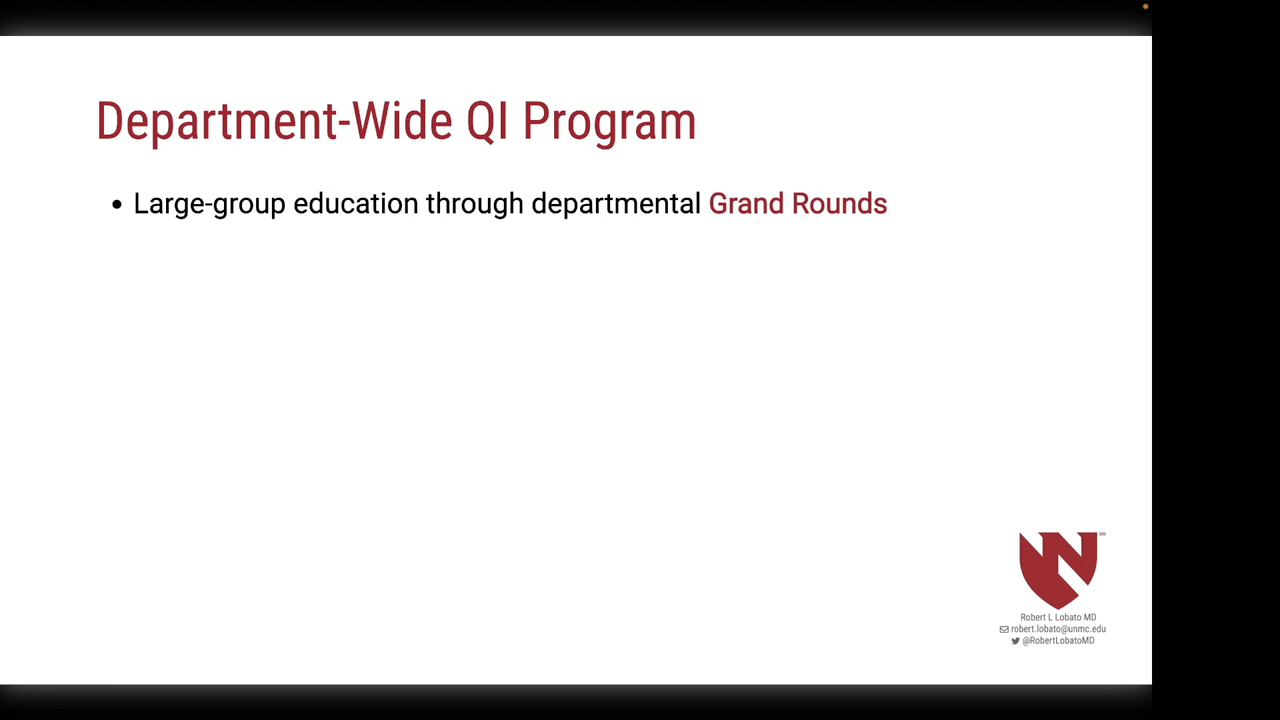 Department-Wide QI Program
• Large-group education through departmental Grand Rounds
SM
Robert L Lobato MD
robert.lobato@unmc.edu
@RobertLobatoMD